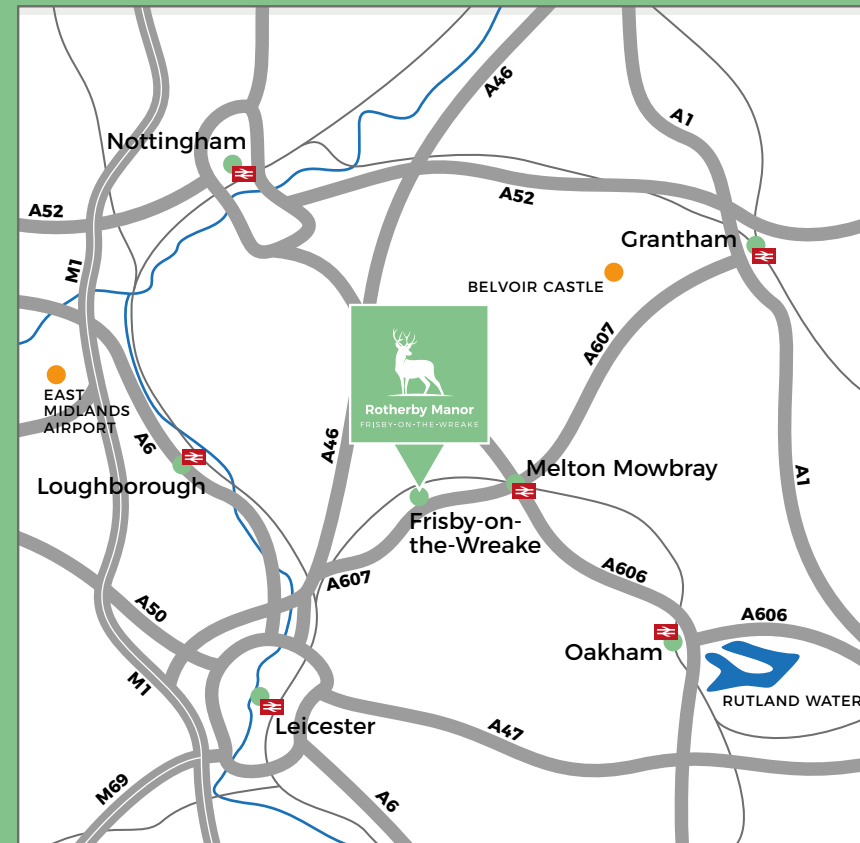 A46
A1
Nottingham
A52
A52
Grantham
M1
BELVOIR CASTLE
A607
EAST
MIDLANDS
AIRPORT
Rotherby Manor
FRISBY-ON-THE-WREAKE
A6
A46
Loughborough
Melton Mowbray
A1
Frisby-on-
the-Wreake
A607
A606
A50
A606
Oakham
M1
RUTLAND WATER
Leicester
A47
M69
A6